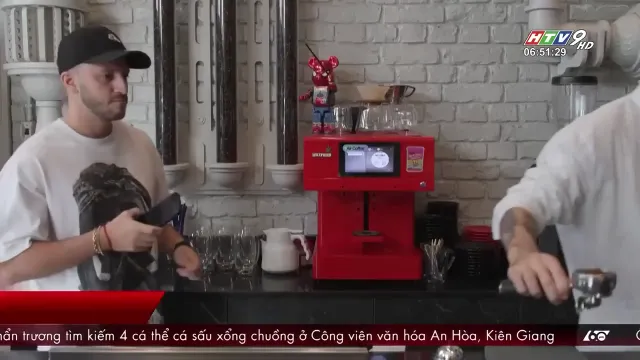 HTV9 HD
06:51:29
hẩn trương tìm kiếm 4 cá thể cá sấu xổng chuồng ở Công viên văn hóa An Hòa, Kiên Giang